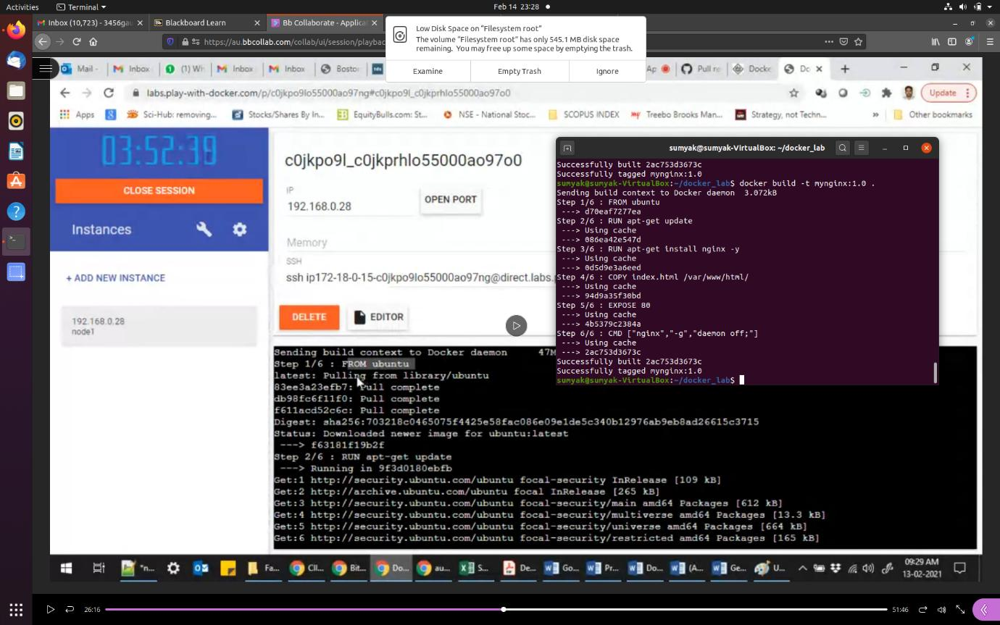 Activities
Terminal
Feb 14 23:28
Inbox (10,723) - 3456gau
Blackboard Learn
Bb Collaborate - Applica
https://au.bbcollab.com/collab/ui/session/playbac
Low Disk Space on “Filesystem root”
The volume “Filesystem root” has only 545.1 MB disk space
remaining. You may free up some space by emptying the trash.
Examine
Empty Trash
Ignore
Mail -
Inbox
(1) Wh
Inbox
Inbox
Bosto
Ap
Pull re
Docke
Dc
labs.play-with-docker.com/p/c0jkpo9lo55000ao97ng#c0jkpo9l_c0jkprhlo55000ao97o0
Update
Apps
Sci-Hub: removing...
Stocks/Shares By In...
EquityBulls.com: St...
NSE - National Stoc...
SCOPUS INDEX
Treebo Brooks Man...
Strategy, not Techn...
Other bookmarks
03:52:39
CLOSE SESSION
Instances
+ ADD NEW INSTANCE
192.168.0.28
node1
c0jkpo9l_c0jkprhlo55000ao97o0
IP
192.168.0.28
OPEN PORT
Memory
SSH
ssh ip172-18-0-15-c0jkpo9lo55000ao97ng@direct.labs.p
DELETE
EDITOR
sumyak@sumyak-VirtualBox: ~/docker_lab
Successfully built 2ac753d3673c
Successfully tagged mynginx:1.0
sumyak@sumyak-VirtualBox:~/docker_lab$ docker build -t mynginx:1.0 .
Sending build context to Docker daemon  3.072kB
Step 1/6 : FROM ubuntu
 ---> d70eaf7277ea
Step 2/6 : RUN apt-get update
 ---> Using cache
 ---> 086ea42e547d
Step 3/6 : RUN apt-get install nginx -y
 ---> Using cache
 ---> 0d5d9e3a6eed
Step 4/6 : COPY index.html /var/www/html/
 ---> Using cache
 ---> 94d9a35f30bd
Step 5/6 : EXPOSE 80
 ---> Using cache
 ---> 4b5379c2384a
Step 6/6 : CMD ["nginx","-g","daemon off;"]
 ---> Using cache
 ---> 2ac753d3673c
Successfully built 2ac753d3673c
Successfully tagged mynginx:1.0
sumyak@sumyak-VirtualBox:~/docker_lab$
Sending build context to Docker daemon 47M
Step 1/6 : FROM ubuntu
latest: Pulling from library/ubuntu
83ee3a23efb7: Pull complete
db98fc6f11f0: Pull complete
f611acd52c6c: Pull complete
Digest: sha256:703218c0465075f4425e58fac086e09e1de5c340b12976ab9eb8ad26615c3715
Status: Downloaded newer image for ubuntu:latest
 ---> f63181f19b2f
Step 2/6 : RUN apt-get update
 ---> Running in 9f3d0180ebfb
Get:1 http://security.ubuntu.com/ubuntu focal-security InRelease [109 kB]
Get:2 http://archive.ubuntu.com/ubuntu focal InRelease [265 kB]
Get:3 http://security.ubuntu.com/ubuntu focal-security/main amd64 Packages [612 kB]
Get:4 http://security.ubuntu.com/ubuntu focal-security/multiverse amd64 Packages [13.3 kB]
Get:5 http://security.ubuntu.com/ubuntu focal-security/universe amd64 Packages [664 kB]
Get:6 http://security.ubuntu.com/ubuntu focal-security/restricted amd64 Packages [165 kB]
*n...
Fa...
Cli...
Bit...
Do...
au...
S...
De...
Go...
Pr...
Do...
(A...
Ge...
U...
09:29 AM
13-02-2021
26:16
51:46